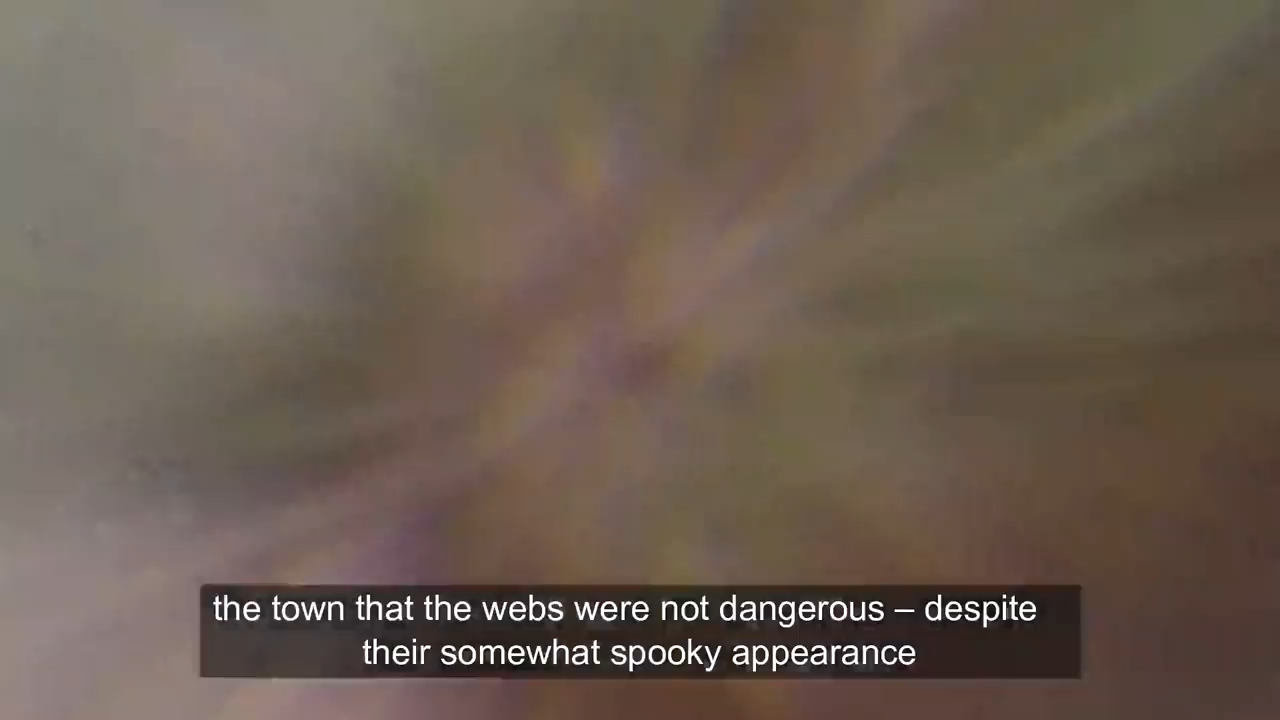 the town that the webs were not dangerous – despite
their somewhat spooky appearance